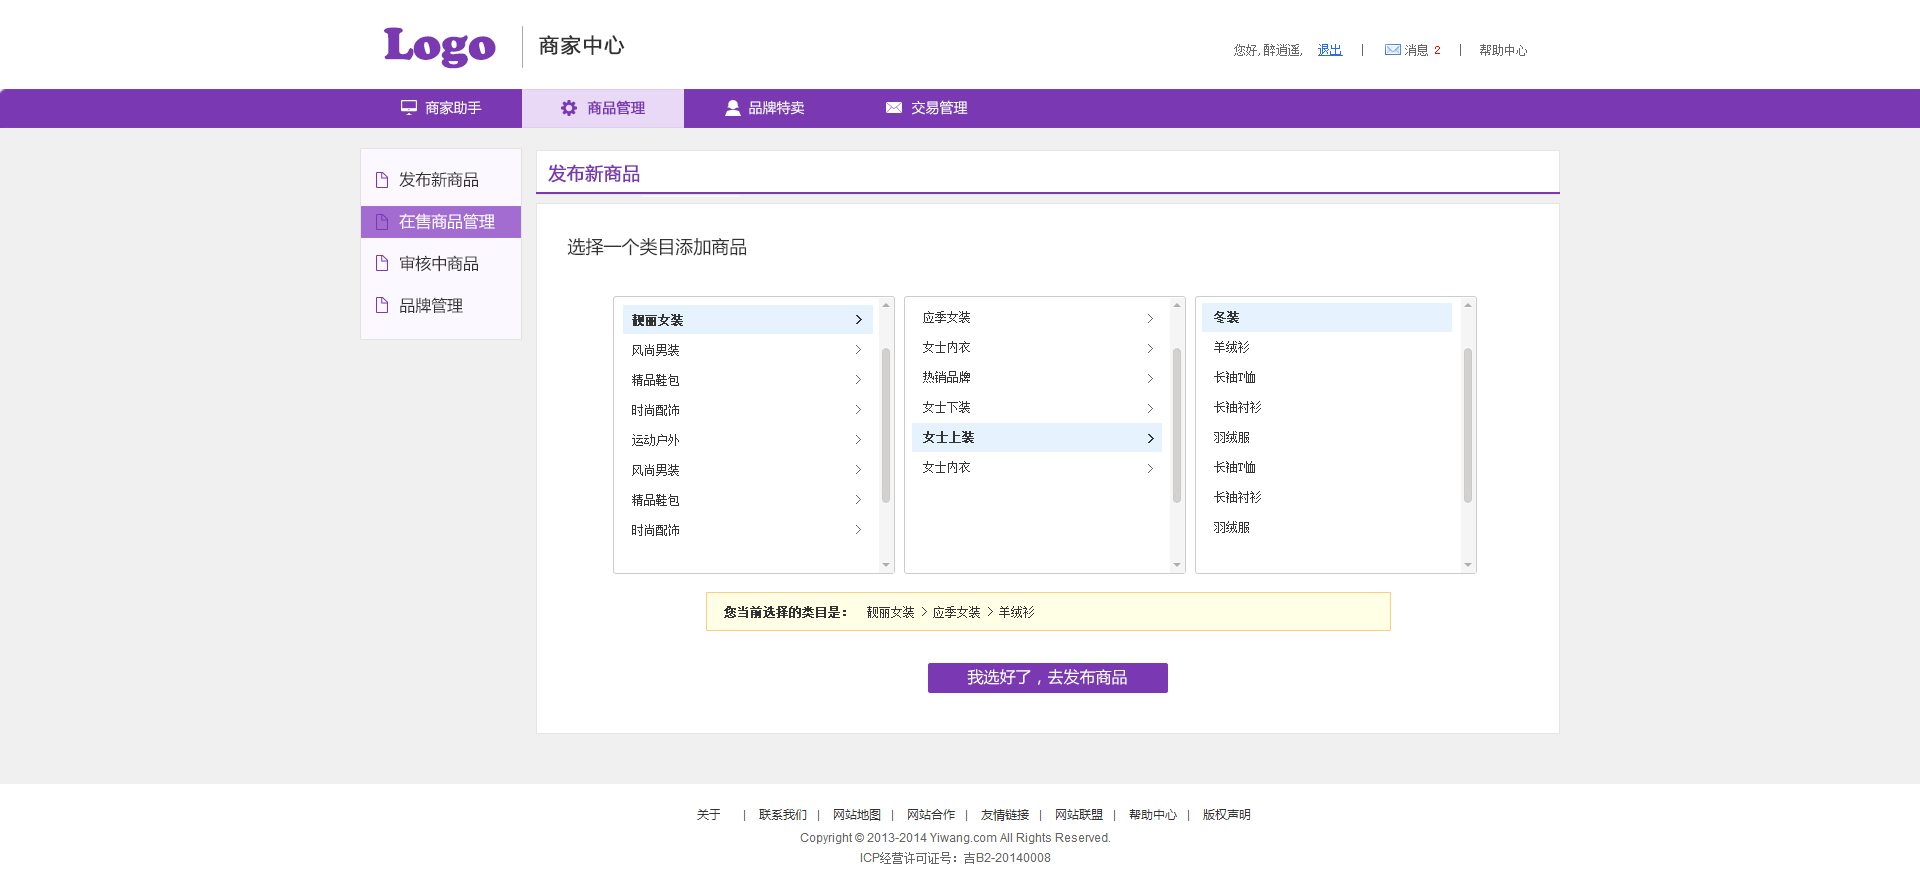 Logo 商家中心
您好, 醉逍遥, 退出 | 消息 2 | 帮助中心
商家助手 商品管理 品牌特卖 交易管理
发布新商品
在售商品管理
审核中商品
品牌管理
发布新商品
选择一个类目添加商品
靓丽女装
风尚男装
精品鞋包
时尚配饰
运动户外
风尚男装
精品鞋包
时尚配饰
应季女装
女士内衣
热销品牌
女士下装
女士上装
女士内衣
冬装
羊绒衫
长袖T恤
长袖衬衫
羽绒服
长袖T恤
长袖衬衫
羽绒服
您当前选择的类目是： 靓丽女装 > 应季女装 > 羊绒衫
我选好了，去发布商品
关于 | 联系我们 | 网站地图 | 网站合作 | 友情链接 | 网站联盟 | 帮助中心 | 版权声明
Copyright © 2013-2014 Yiwang.com All Rights Reserved.
ICP经营许可证号：吉B2-20140008